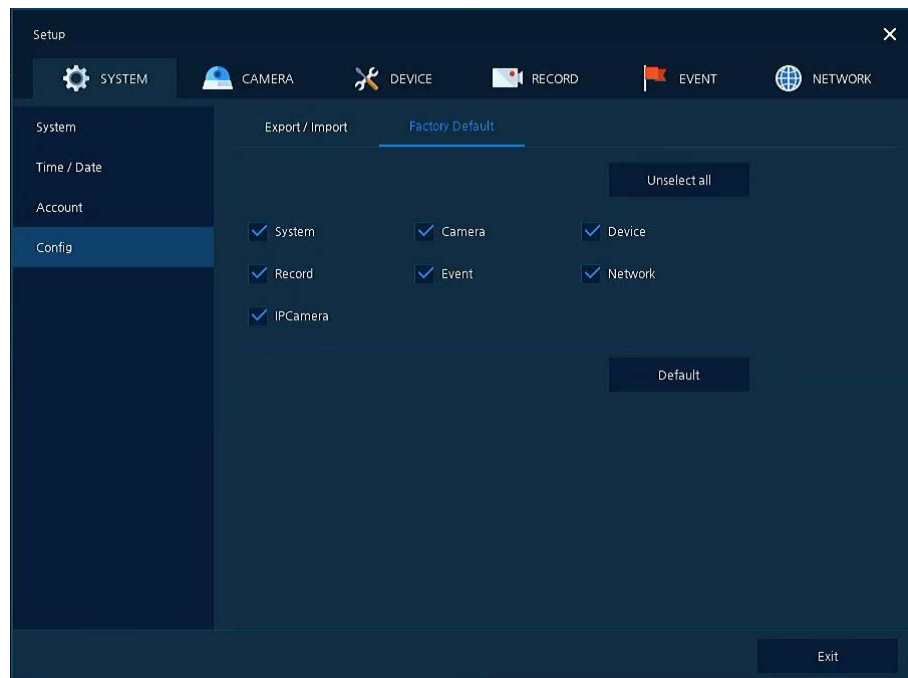 Setup
SYSTEM CAMERA DEVICE RECORD EVENT NETWORK
System
Time / Date
Account
Config
Export / Import Factory Default
Unselect all
System Camera Device
Record Event Network
IPCamera
Default
Exit